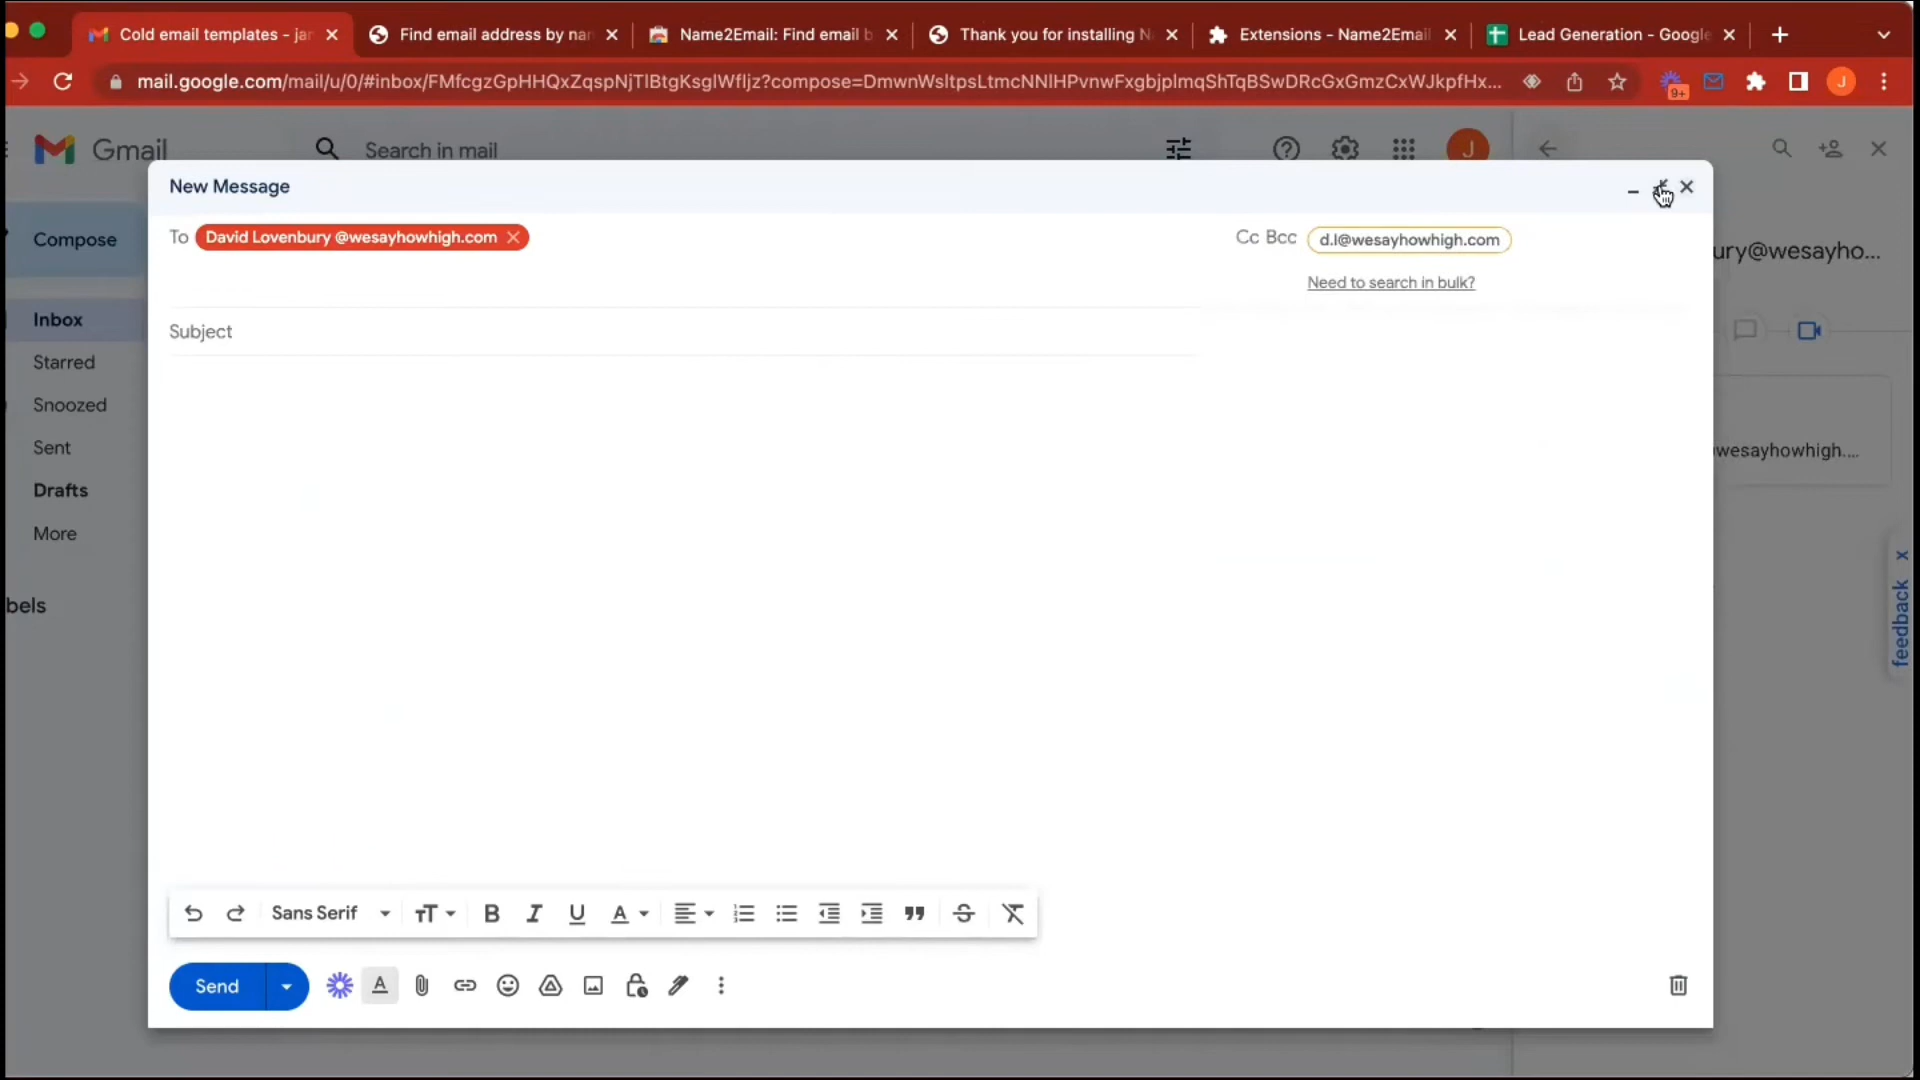 Cold email templates - jar
Find email address by nam
Name2Email: Find email b
Thank you for installing N
Extensions - Name2Email
Lead Generation - Google
mail.google.com/mail/u/0/#inbox/FMfcgzGpHHQxZqspNjTlBtgKsglWfljz?compose=DmwnWsltpsLtmcNNlHPvnwFxgbjplmqShTqBSwDRcGxGmzCxWJkpfHx...
9+
J
Gmail
Search in mail
J
New Message
Compose
To David Lovenbury @wesayhowhigh.com
Cc Bcc d.l@wesayhowhigh.com
ury@wesayho...
Need to search in bulk?
Inbox
Subject
Starred
Snoozed
Sent
wesayhowhigh....
Drafts
More
feedback x
bels
Sans Serif
Send